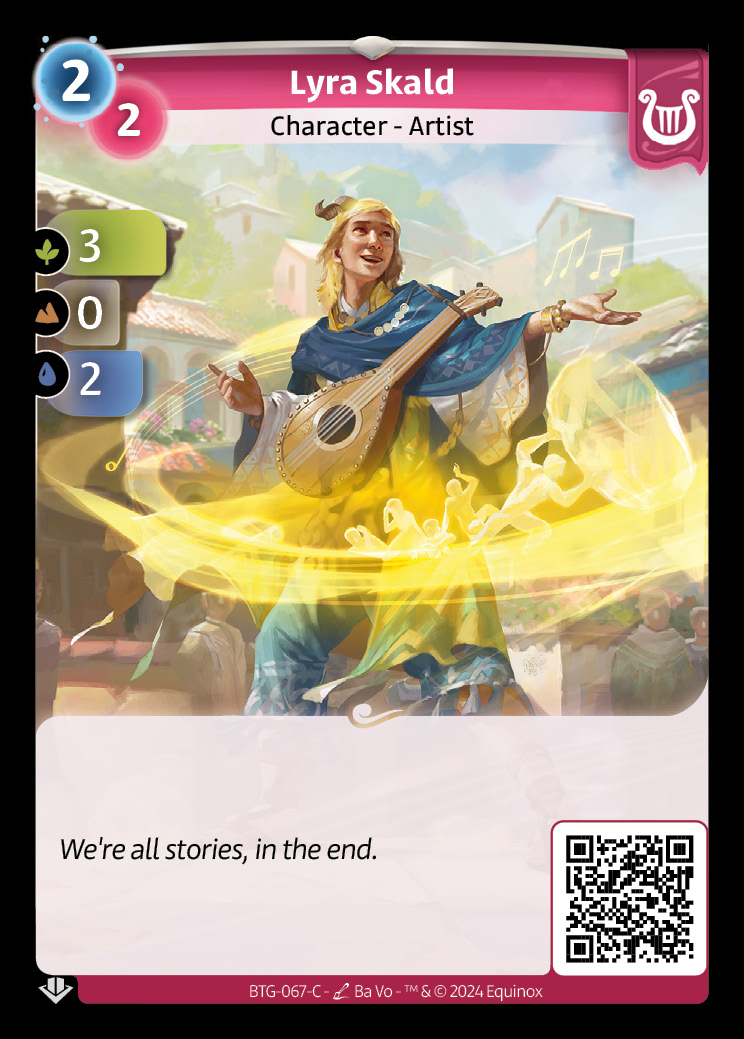 2
Lyra Skald
2
Character - Artist
3
0
2
We're all stories, in the end.
BTG-067-C - Ba Vo - ™ & © 2024 Equinox